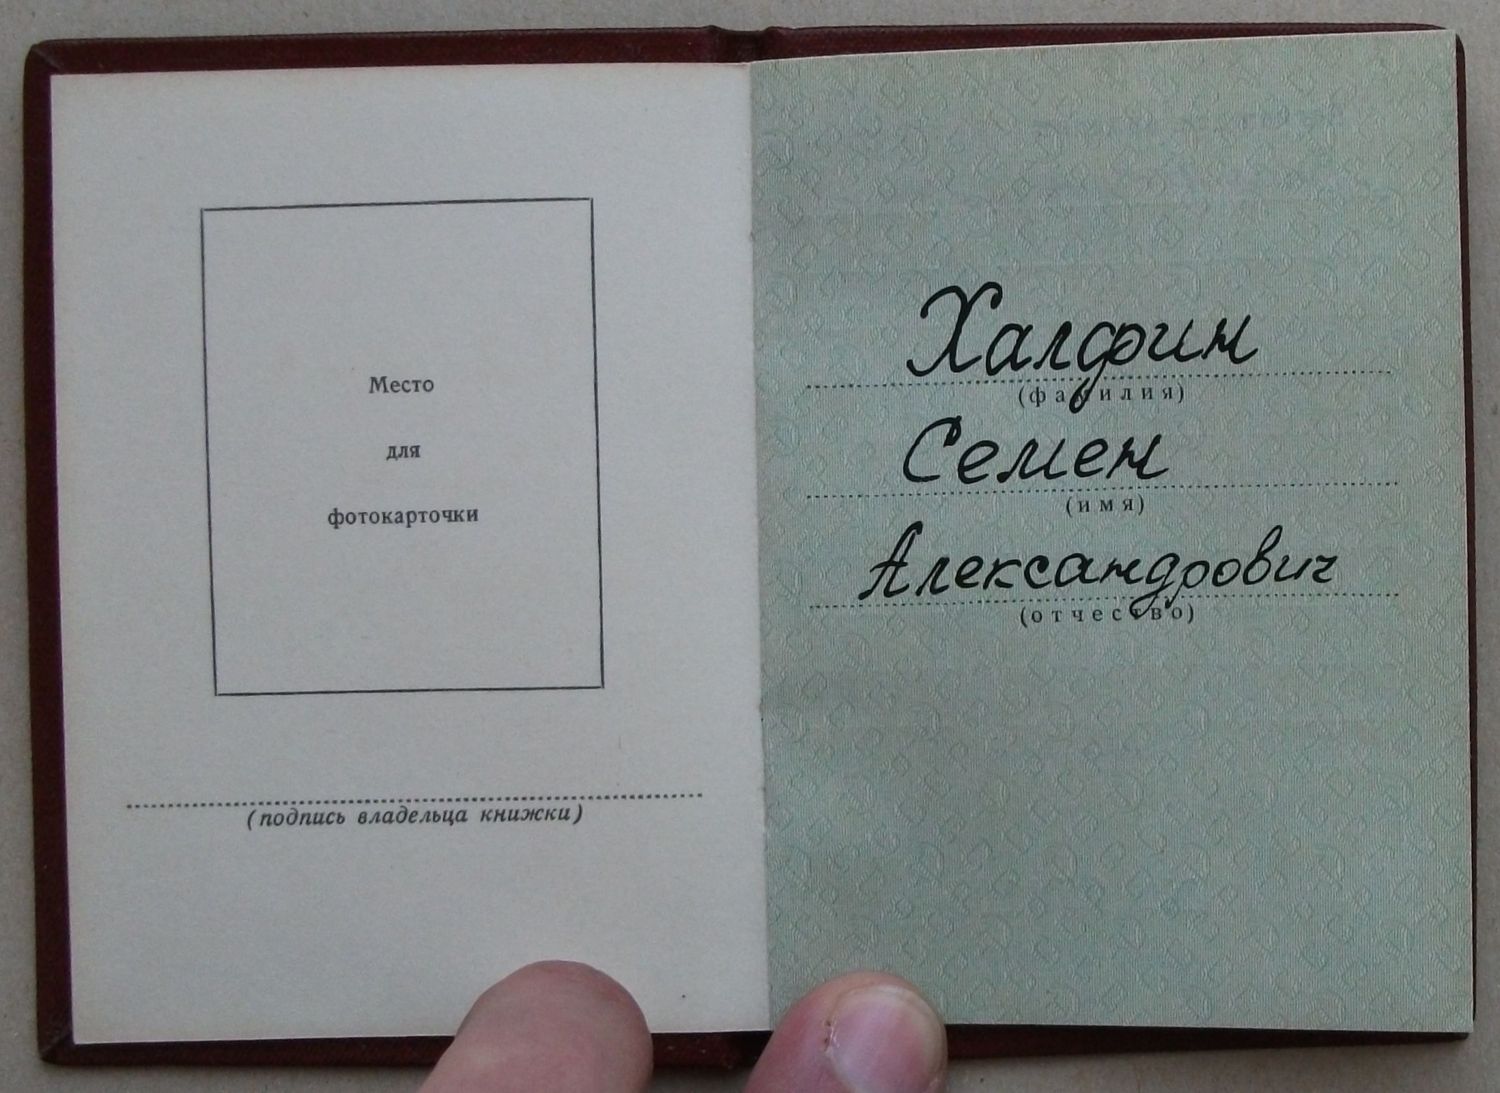 Место
для
фотокарточки
(подпись владельца книжки)
Халфин
(фамилия)
Семен
(имя)
Александрович
(отчество)